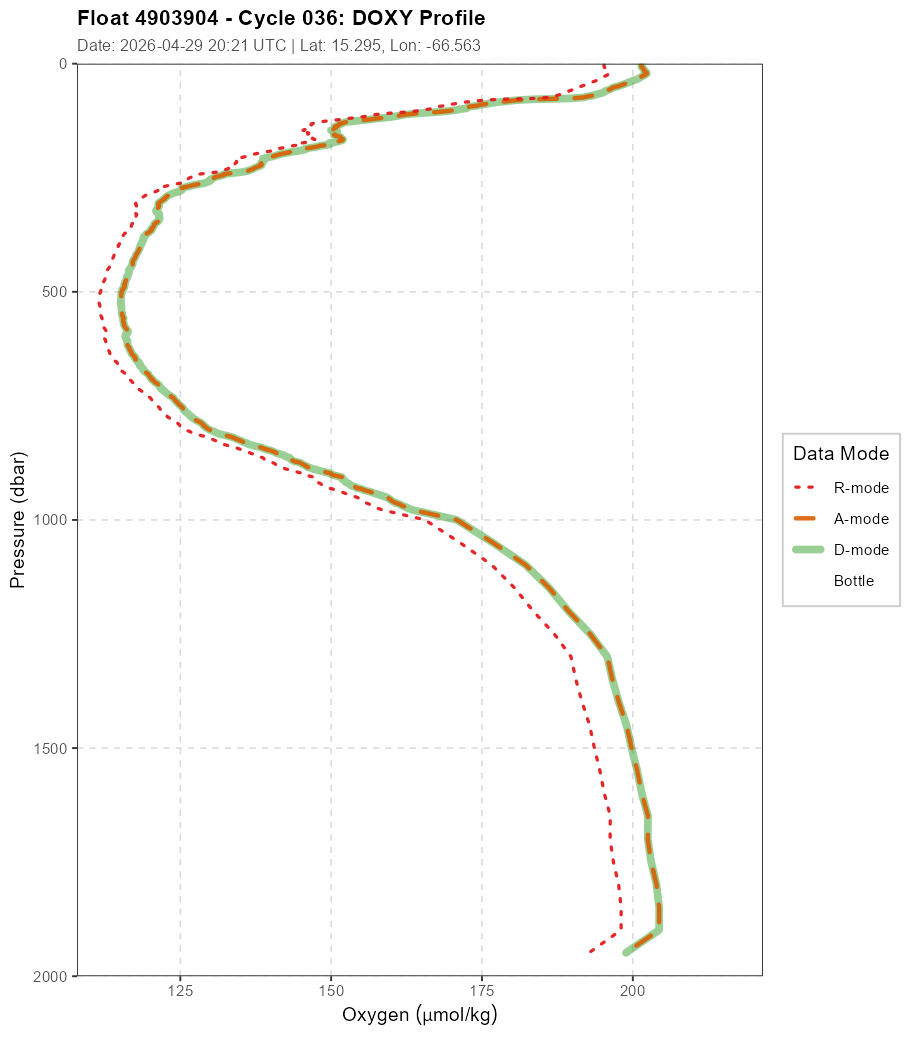 Float 4903904 - Cycle 036: DOXY Profile
Date: 2026-04-29 20:21 UTC | Lat: 15.295, Lon: -66.563
0
500
1000
1500
2000
Pressure (dbar)
125
150
175
200
Oxygen (µmol/kg)
Data Mode
R-mode
A-mode
D-mode
Bottle